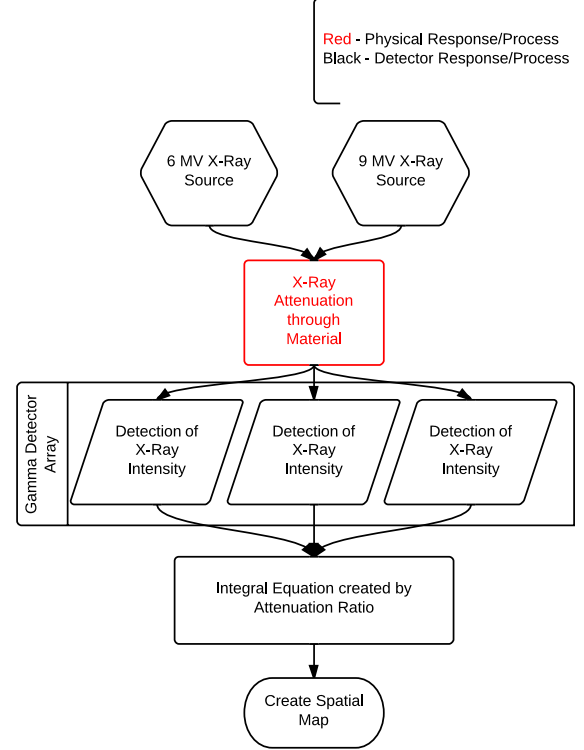 Red - Physical Response/Process
Black - Detector Response/Process
6 MV X-Ray
Source
9 MV X-Ray
Source
X-Ray
Attenuation
through
Material
Gamma Detector
Array
Detection of
X-Ray
Intensity
Detection of
X-Ray
Intensity
Detection of
X-Ray
Intensity
Integral Equation created by
Attenuation Ratio
Create Spatial
Map